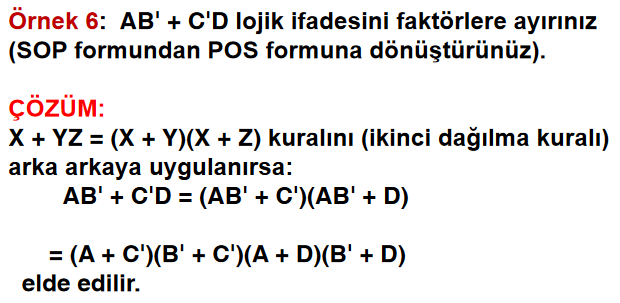 Örnek 6:  AB' + C'D lojik ifadesini faktörlere ayırınız
(SOP formundan POS formuna dönüştürünüz).
ÇÖZÜM:
X + YZ = (X + Y)(X + Z) kuralını (ikinci dağılma kuralı)
arka arkaya uygulanırsa:
AB' + C'D = (AB' + C')(AB' + D)
= (A + C')(B' + C')(A + D)(B' + D)
elde edilir.